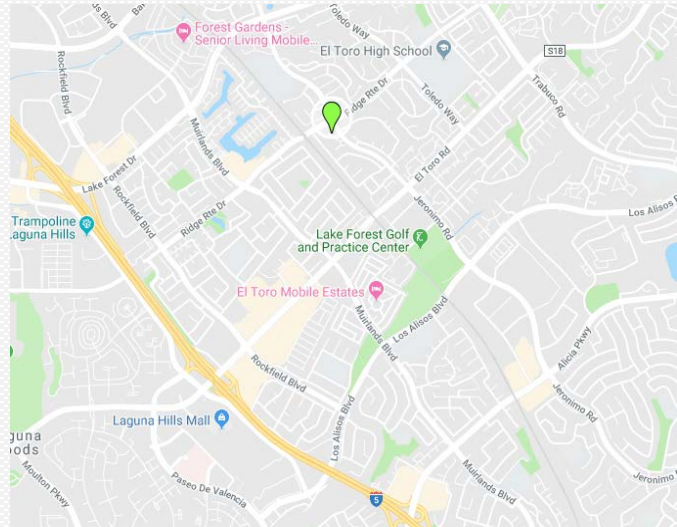 Forest Gardens -
Senior Living Mobile...
Toledo Way
El Toro High School
S18
Rockfield Blvd
Muirlands Blvd
Ridge Rte Dr
Toledo Way
Trabuco Rd
Lake Forest Dr
El Toro Rd
Rockfield Blvd
Ridge Rte Dr
Jeronimo Rd
Los Alisos B
Trampoline
Laguna Hills
Lake Forest Golf
and Practice Center
El Toro Mobile Estates
Muirlands Blvd
Los Alisos Blvd
Alicia Pkwy
Rockfield Blvd
Jeronimo Rd
Laguna Hills Mall
Los Alisos Blvd
guna
oods
Moulton Pkwy
Paseo De Valencia
Muirlands Blvd
Jeronimo
5